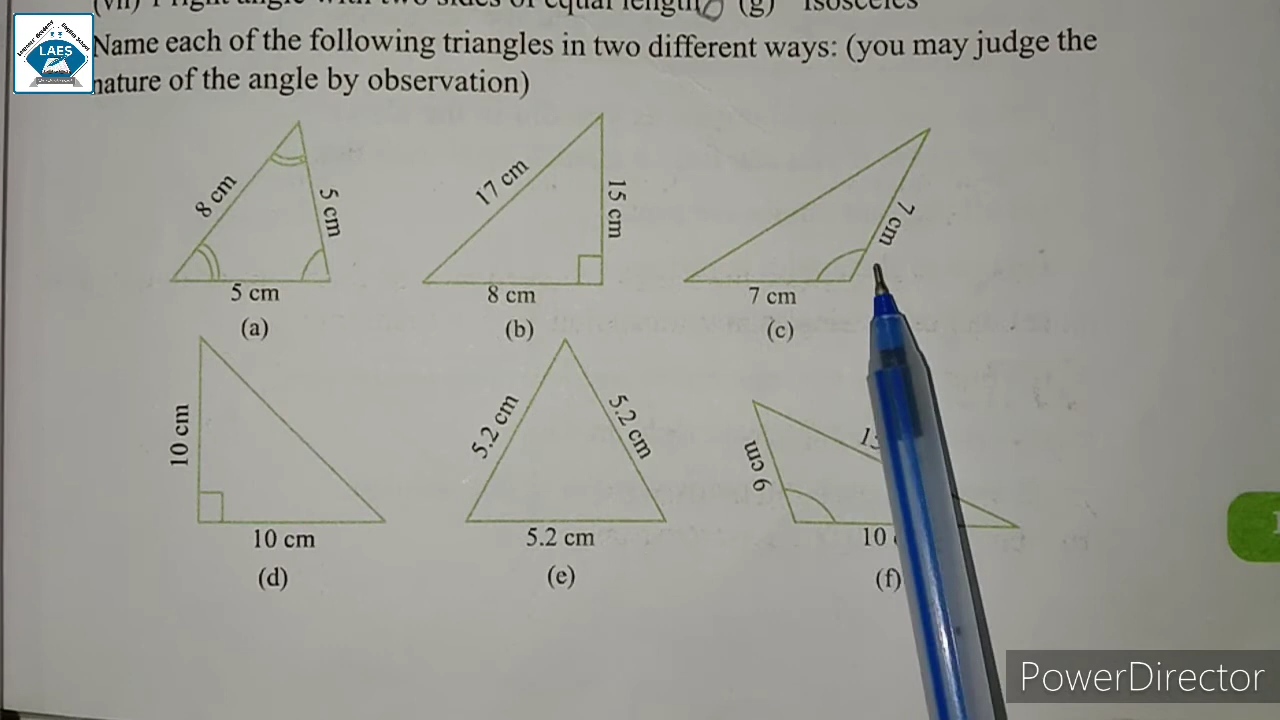 isosceles
Name each of the following triangles in two different ways: (you may judge the
nature of the angle by observation)
8 cm
5 cm
5 cm
(a)
17 cm
15 cm
8 cm
(b)
7 cm
7 cm
(c)
10 cm
10 cm
(d)
5.2 cm
5.2 cm
5.2 cm
(e)
9 cm
10
(f)
LAES
PowerDirector